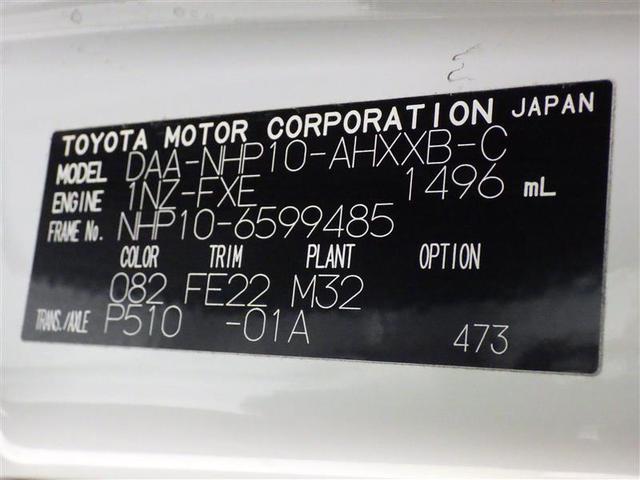 TOYOTA MOTOR CORPORATION JAPAN
MODEL DAA-NHP10-AHXXB-C
ENGINE 1NZ-FXE 1496 mL
FRAME No. NHP10-6599485
COLOR TRIM PLANT OPTION
082 FE22 M32
TRANS./AXLE P510 -01A 473